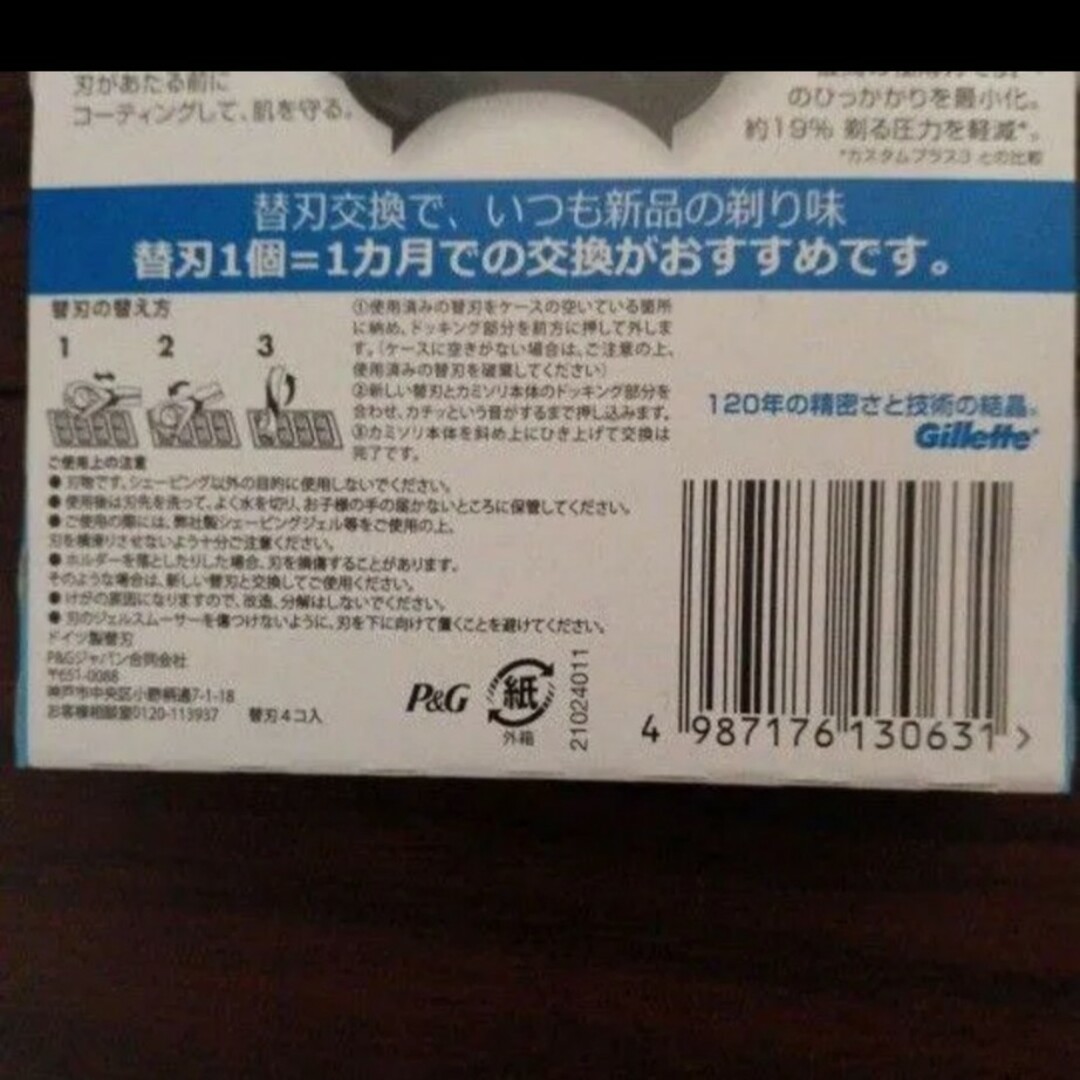 刃があたる前に
コーティングして、肌を守る。
のひっかかりを最小化。
約19% 剃る圧力を軽減*。
*カスタムプラス3 との比較
替刃交換で、いつも新品の剃り味
替刃1個=1カ月での交換がおすすめです。
替刃の替え方
1 2 3
①使用済みの替刃をケースの空いている箇所
に納め、ドッキング部分を前方に押して外しま
す。(ケースに空きがない場合は、ご注意の上、
使用済みの替刃を破棄してください)
②新しい替刃とカミソリ本体のドッキング部分を
合わせ、カチッという音がするまで押し込みます。
③カミソリ本体を斜め上にひき上げて交換は
完了です。
120年の精密さと技術の結晶。
Gillette
ご使用上の注意
●刃物です。シェービング以外の目的に使用しないでください。
●使用後は刃先を洗って、よく水を切り、お子様の手の届かないところに保管してください。
●ご使用の際には、弊社製シェービングジェル等をご使用の上、
刃を横滑りさせないよう十分ご注意ください。
●ホルダーを落としたりした場合、刃を損傷することがあります。
そのような場合は、新しい替刃と交換してご使用ください。
●けがの原因になりますので、改造、分解はしないでください。
●刃のジェルスムーサーを傷つけないように、刃を下に向けて置くことを避けてください。
ドイツ製替刃
P&Gジャパン合同会社
〒651-0088
神戸市中央区小野柄通7-1-18
お客様相談室0120-113937 替刃4コ入
P&G
紙
外箱
21024011
4 987176 130631 >